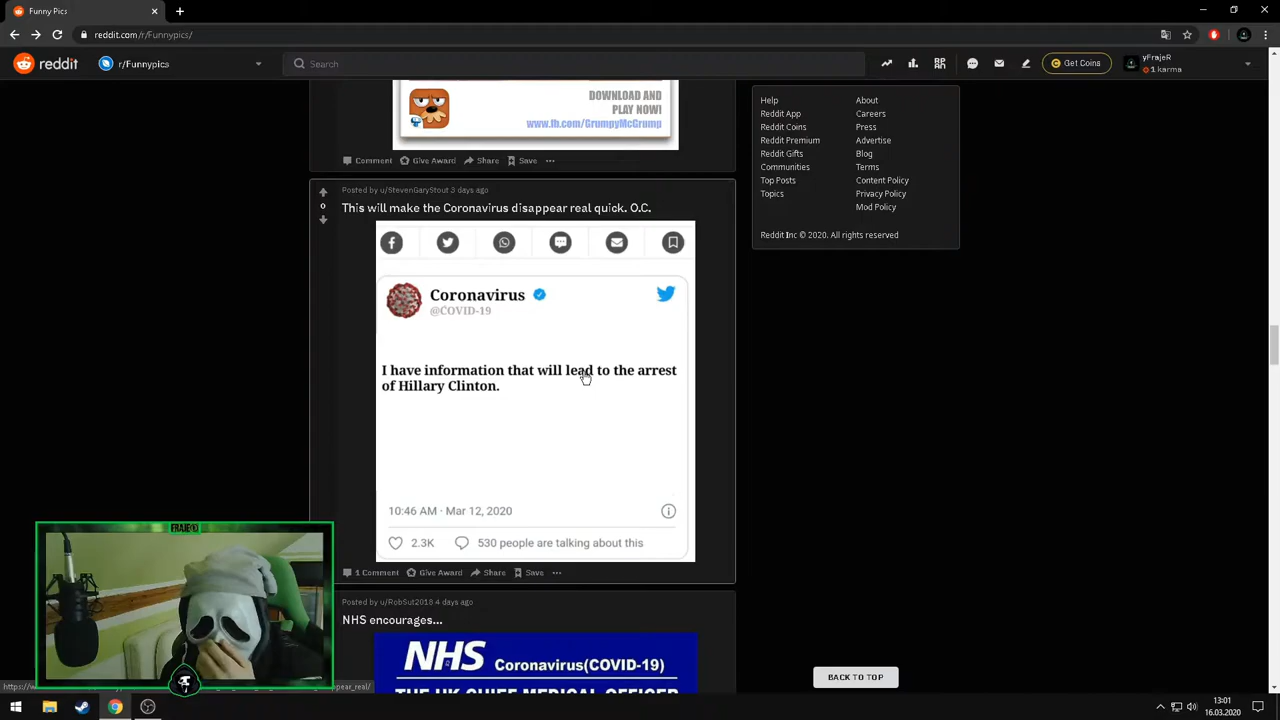 Funny Pics
reddit.com/r/Funnypics/
reddit
r/Funnypics
Search
Get Coins
yFrajeR
1 karma
DOWNLOAD AND
PLAY NOW!
www.fb.com/GrumpyMcGrump
Comment Give Award Share Save
Help About
Reddit App Careers
Reddit Coins Press
Reddit Premium Advertise
Reddit Gifts Blog
Communities Terms
Top Posts Content Policy
Topics Privacy Policy
Mod Policy
Reddit Inc © 2020. All rights reserved
Posted by u/StevenGaryStout 3 days ago
0
This will make the Coronavirus disappear real quick. O.C.
Coronavirus
@COVID-19
I have information that will lead to the arrest
of Hillary Clinton.
10:46 AM · Mar 12, 2020
2.3K 530 people are talking about this
1 Comment Give Award Share Save
Posted by u/RobSut2018 4 days ago
NHS encourages...
NHS Coronavirus(COVID-19)
THE UK CHIEF MEDICAL OFFICER
BACK TO TOP
13:01
16.03.2020